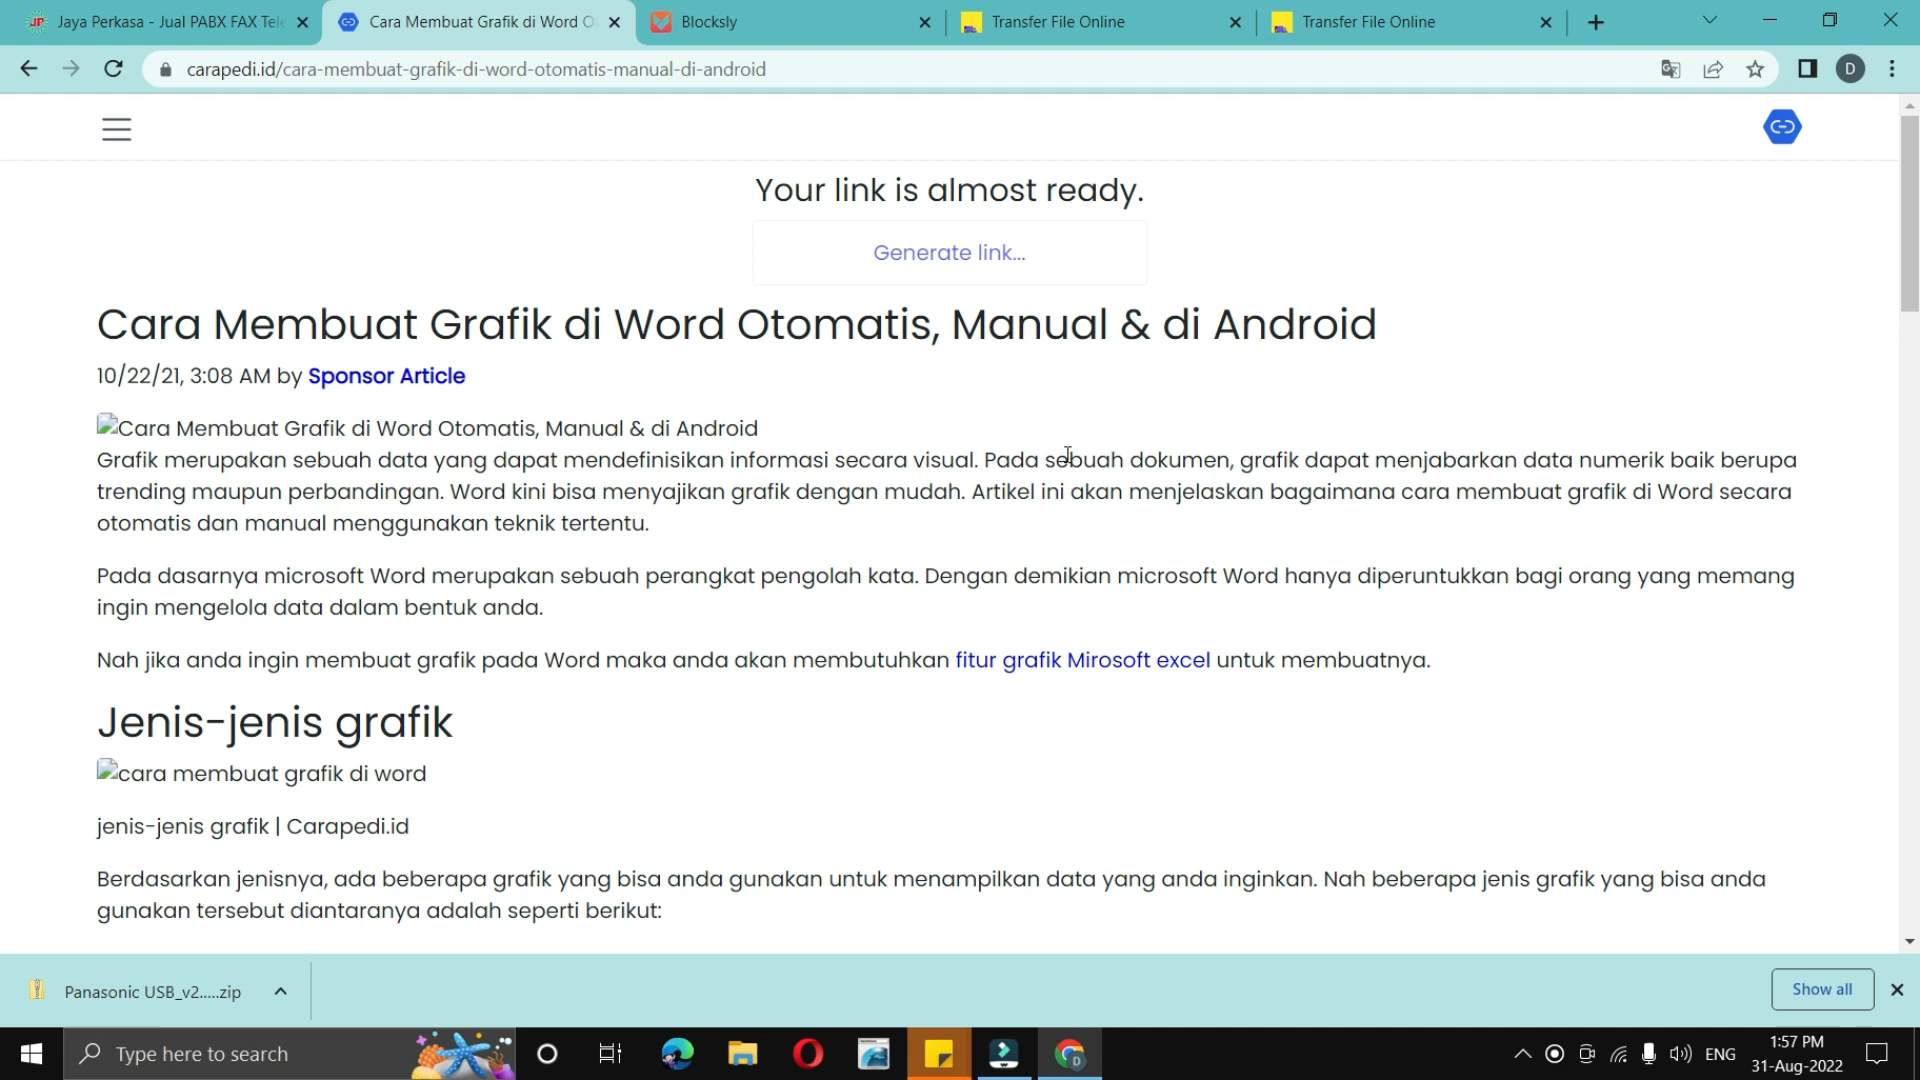 Jaya Perkasa - Jual PABX FAX Tele
Cara Membuat Grafik di Word O
Blocksly
Transfer File Online
Transfer File Online
carapedi.id/cara-membuat-grafik-di-word-otomatis-manual-di-android
D
Your link is almost ready.
Generate link...
Cara Membuat Grafik di Word Otomatis, Manual & di Android
10/22/21, 3:08 AM by Sponsor Article
Cara Membuat Grafik di Word Otomatis, Manual & di Android
Grafik merupakan sebuah data yang dapat mendefinisikan informasi secara visual. Pada sebuah dokumen, grafik dapat menjabarkan data numerik baik berupa
trending maupun perbandingan. Word kini bisa menyajikan grafik dengan mudah. Artikel ini akan menjelaskan bagaimana cara membuat grafik di Word secara
otomatis dan manual menggunakan teknik tertentu.
Pada dasarnya microsoft Word merupakan sebuah perangkat pengolah kata. Dengan demikian microsoft Word hanya diperuntukkan bagi orang yang memang
ingin mengelola data dalam bentuk anda.
Nah jika anda ingin membuat grafik pada Word maka anda akan membutuhkan fitur grafik Mirosoft excel untuk membuatnya.
Jenis-jenis grafik
cara membuat grafik di word
jenis-jenis grafik | Carapedi.id
Berdasarkan jenisnya, ada beberapa grafik yang bisa anda gunakan untuk menampilkan data yang anda inginkan. Nah beberapa jenis grafik yang bisa anda
gunakan tersebut diantaranya adalah seperti berikut:
Panasonic USB_v2.....zip
Show all
Type here to search
ENG
1:57 PM
31-Aug-2022